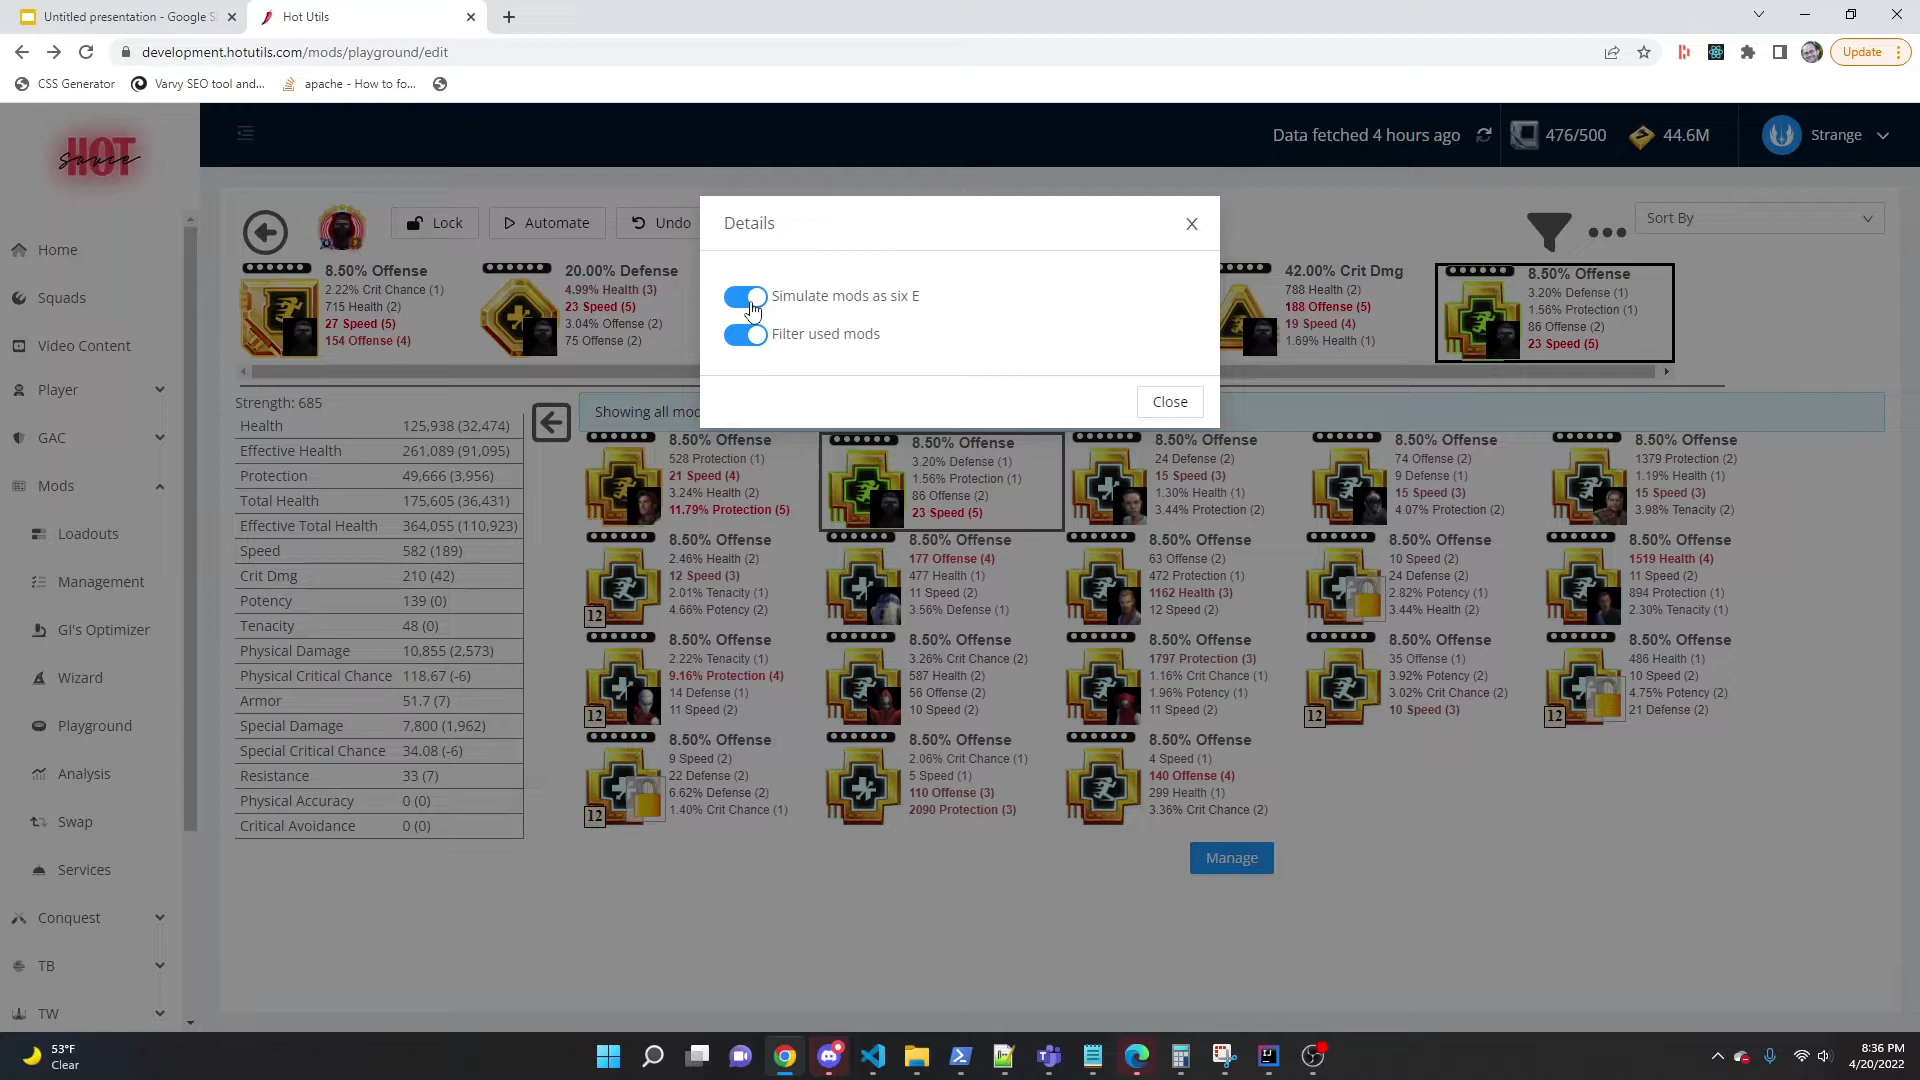 Untitled presentation - Google S
Hot Utils
development.hotutils.com/mods/playground/edit
Update
CSS Generator
Varvy SEO tool and...
apache - How to fo...
HOT
sauce
Data fetched 4 hours ago
476/500
44.6M
Strange
Home
Squads
Video Content
Player
GAC
Mods
Loadouts
Management
GI's Optimizer
Wizard
Playground
Analysis
Swap
Services
Conquest
TB
TW
Lock
Automate
Undo
Sort By
8.50% Offense
2.22% Crit Chance (1)
715 Health (2)
27 Speed (5)
154 Offense (4)
20.00% Defense
4.99% Health (3)
23 Speed (5)
3.04% Offense (2)
75 Offense (2)
42.00% Crit Dmg
788 Health (2)
188 Offense (5)
19 Speed (4)
1.69% Health (1)
8.50% Offense
3.20% Defense (1)
1.56% Protection (1)
86 Offense (2)
23 Speed (5)
Details
Simulate mods as six E
Filter used mods
Close
Strength: 685
Health 125,938 (32,474)
Effective Health 261,089 (91,095)
Protection 49,666 (3,956)
Total Health 175,605 (36,431)
Effective Total Health 364,055 (110,923)
Speed 582 (189)
Crit Dmg 210 (42)
Potency 139 (0)
Tenacity 48 (0)
Physical Damage 10,855 (2,573)
Physical Critical Chance 118.67 (-6)
Armor 51.7 (7)
Special Damage 7,800 (1,962)
Special Critical Chance 34.08 (-6)
Resistance 33 (7)
Physical Accuracy 0 (0)
Critical Avoidance 0 (0)
Showing all mod
8.50% Offense
528 Protection (1)
21 Speed (4)
3.24% Health (2)
11.79% Protection (5)
8.50% Offense
3.20% Defense (1)
1.56% Protection (1)
86 Offense (2)
23 Speed (5)
8.50% Offense
24 Defense (2)
15 Speed (3)
1.30% Health (1)
3.44% Protection (2)
8.50% Offense
74 Offense (2)
9 Defense (1)
15 Speed (3)
4.07% Protection (2)
8.50% Offense
1379 Protection (2)
1.19% Health (1)
15 Speed (3)
3.98% Tenacity (2)
8.50% Offense
2.46% Health (2)
12 Speed (3)
2.01% Tenacity (1)
4.66% Potency (2)
12
8.50% Offense
177 Offense (4)
477 Health (1)
11 Speed (2)
3.56% Defense (1)
8.50% Offense
63 Offense (2)
472 Protection (1)
1162 Health (3)
12 Speed (2)
8.50% Offense
10 Speed (2)
24 Defense (2)
2.82% Potency (1)
3.44% Health (2)
8.50% Offense
1519 Health (4)
11 Speed (2)
894 Protection (1)
2.30% Tenacity (1)
8.50% Offense
2.22% Tenacity (1)
9.16% Protection (4)
14 Defense (1)
11 Speed (2)
12
8.50% Offense
3.26% Crit Chance (2)
587 Health (2)
56 Offense (2)
10 Speed (2)
8.50% Offense
1797 Protection (3)
1.16% Crit Chance (1)
1.96% Potency (1)
11 Speed (2)
8.50% Offense
35 Offense (1)
3.92% Potency (2)
3.02% Crit Chance (2)
10 Speed (3)
12
8.50% Offense
486 Health (1)
10 Speed (2)
4.75% Potency (2)
21 Defense (2)
12
8.50% Offense
9 Speed (2)
22 Defense (2)
6.62% Defense (2)
1.40% Crit Chance (1)
12
8.50% Offense
2.06% Crit Chance (1)
5 Speed (1)
110 Offense (3)
2090 Protection (3)
8.50% Offense
4 Speed (1)
140 Offense (4)
299 Health (1)
3.36% Crit Chance (2)
Manage
53°F
Clear
8:36 PM
4/20/2022